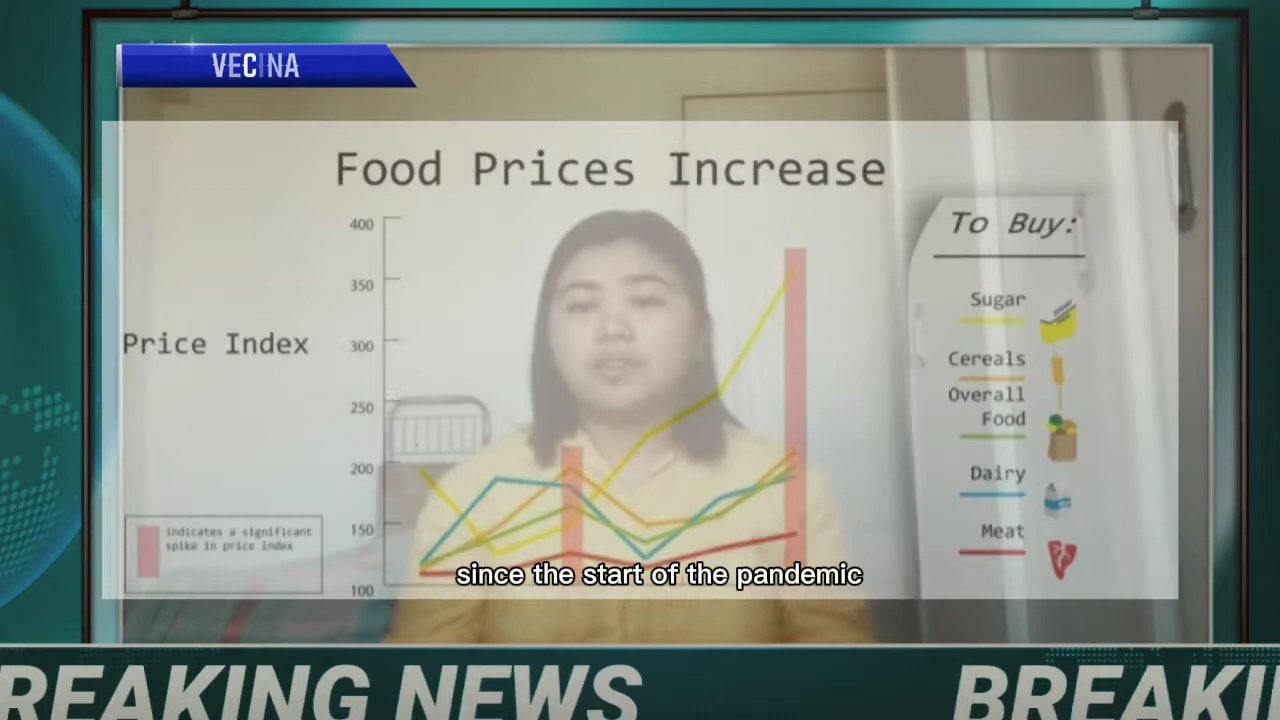 VECINA
Food Prices Increase
400
350
300
250
200
150
100
Price Index
indicates a significant
spike in price index
To Buy:
Sugar
Cereals
Overall
Food
Dairy
Meat
since the start of the pandemic
REAKING NEWS
BREAKI